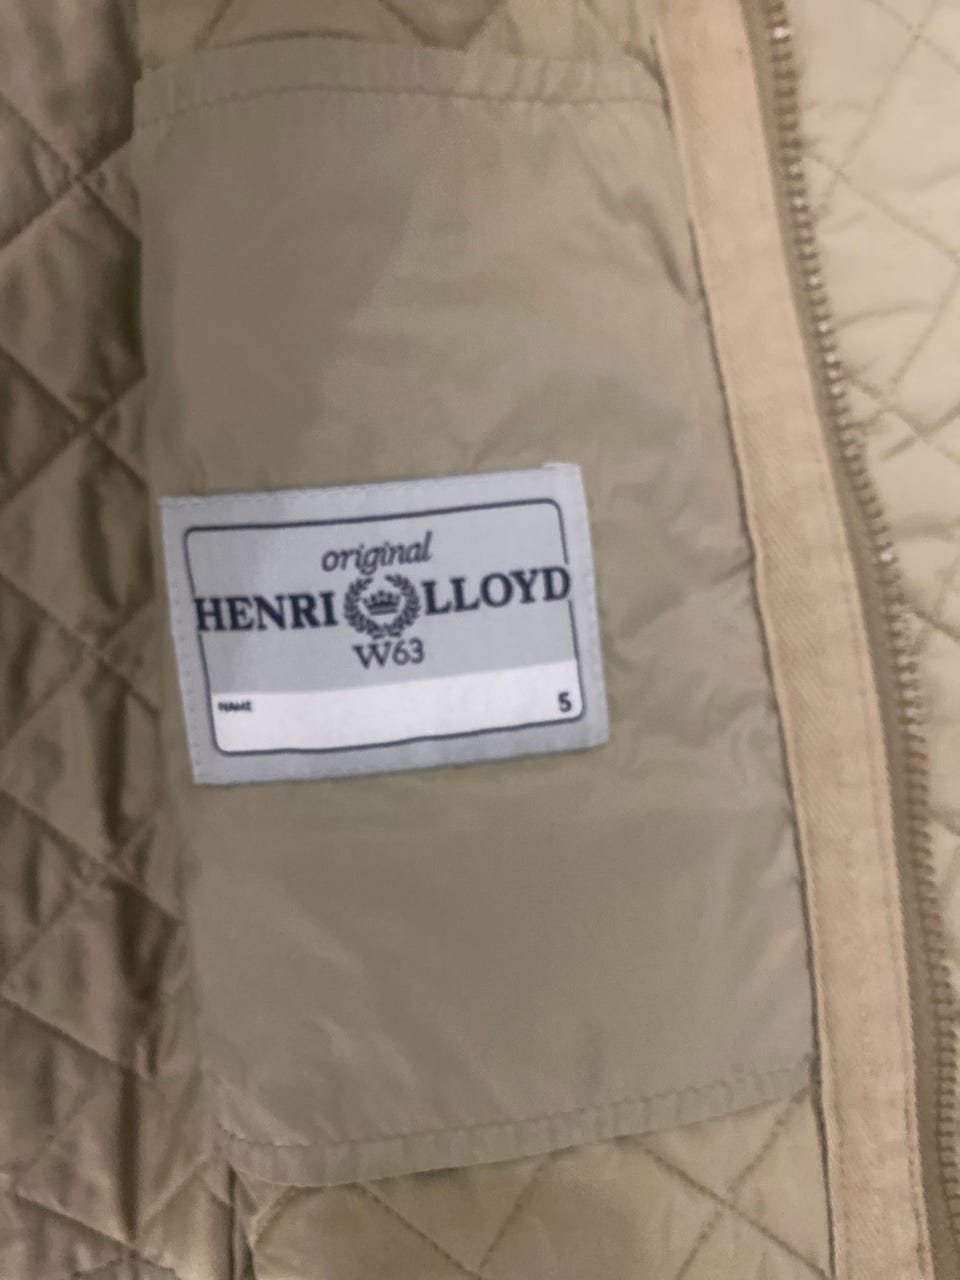 original
HENRI LLOYD
W63
NAME 5